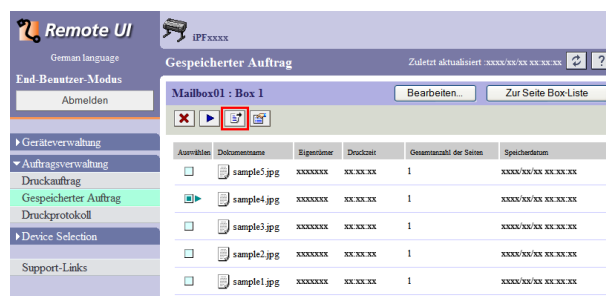 Remote UI
German language
End-Benutzer-Modus
Abmelden
Geräteverwaltung
Auftragsverwaltung
Druckauftrag
Gespeicherter Auftrag
Druckprotokoll
Device Selection
Support-Links
iPFxxxx
Gespeicherter Auftrag
Zuletzt aktualisiert :xxxx/xx/xx xx:xx:xx ?
Mailbox01 : Box 1 Bearbeiten... Zur Seite Box-Liste
Auswählen Dokumentname Eigentümer Druckzeit Gesamtanzahl der Seiten Speicherdatum
sample5.jpg xxxxxxx xx:xx:xx 1 xxxx/xx/xx xx:xx:xx
sample4.jpg xxxxxxx xx:xx:xx 1 xxxx/xx/xx xx:xx:xx
sample3.jpg xxxxxxx xx:xx:xx 1 xxxx/xx/xx xx:xx:xx
sample2.jpg xxxxxxx xx:xx:xx 1 xxxx/xx/xx xx:xx:xx
sample1.jpg xxxxxxx xx:xx:xx 1 xxxx/xx/xx xx:xx:xx